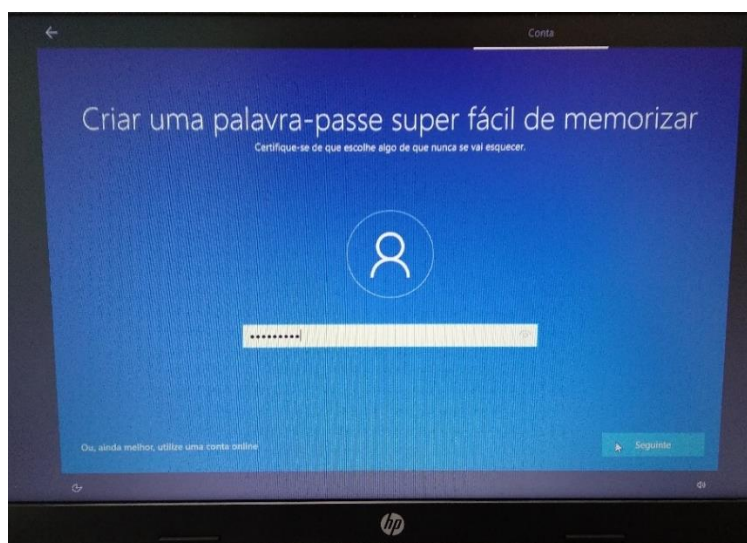 Conta
Criar uma palavra-passe super fácil de memorizar
Certifique-se de que escolhe algo de que nunca se vai esquecer.
•••••••••
Ou, ainda melhor, utilize uma conta online
Seguinte
hp